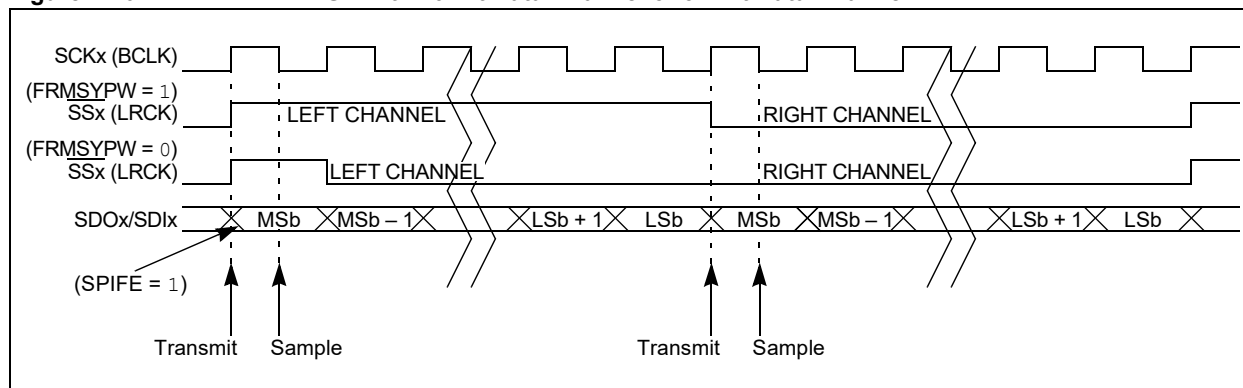 SCKx (BCLK)
(FRMSYPW = 1)
SSx (LRCK)
LEFT CHANNEL
RIGHT CHANNEL
(FRMSYPW = 0)
SSx (LRCK)
LEFT CHANNEL
RIGHT CHANNEL
SDOx/SDIx
MSb
MSb – 1
LSb + 1
LSb
MSb
MSb – 1
LSb + 1
LSb
(SPIFE = 1)
Transmit
Sample
Transmit
Sample